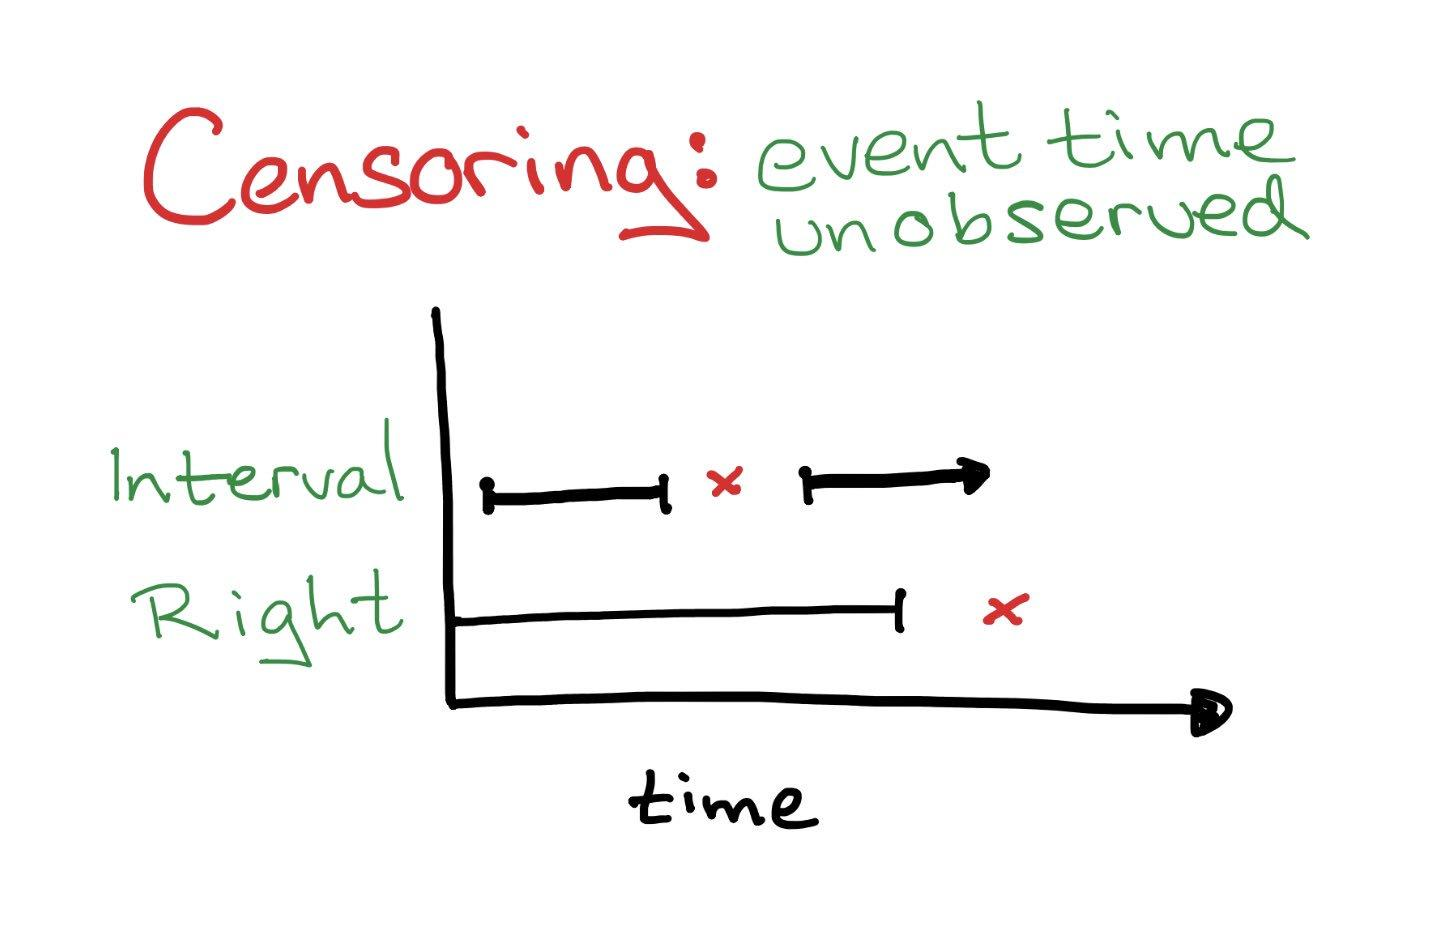 Censoring: event time
unobserved
Interval
Right
time